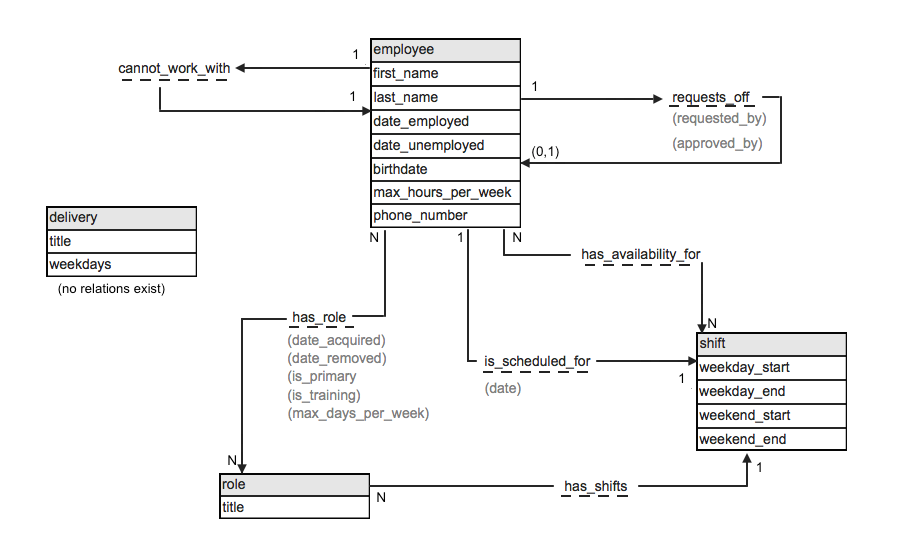 employee
first_name
last_name
date_employed
date_unemployed
birthdate
max_hours_per_week
phone_number
1
cannot_work_with
1
1
requests_off
(requested_by)
(approved_by)
(0,1)
delivery
title
weekdays
(no relations exist)
N
1
N
has_availability_for
N
has_role
(date_acquired)
(date_removed)
(is_primary
(is_training)
(max_days_per_week)
is_scheduled_for
(date)
1
shift
weekday_start
weekday_end
weekend_start
weekend_end
N
role
title
N
has_shifts
1